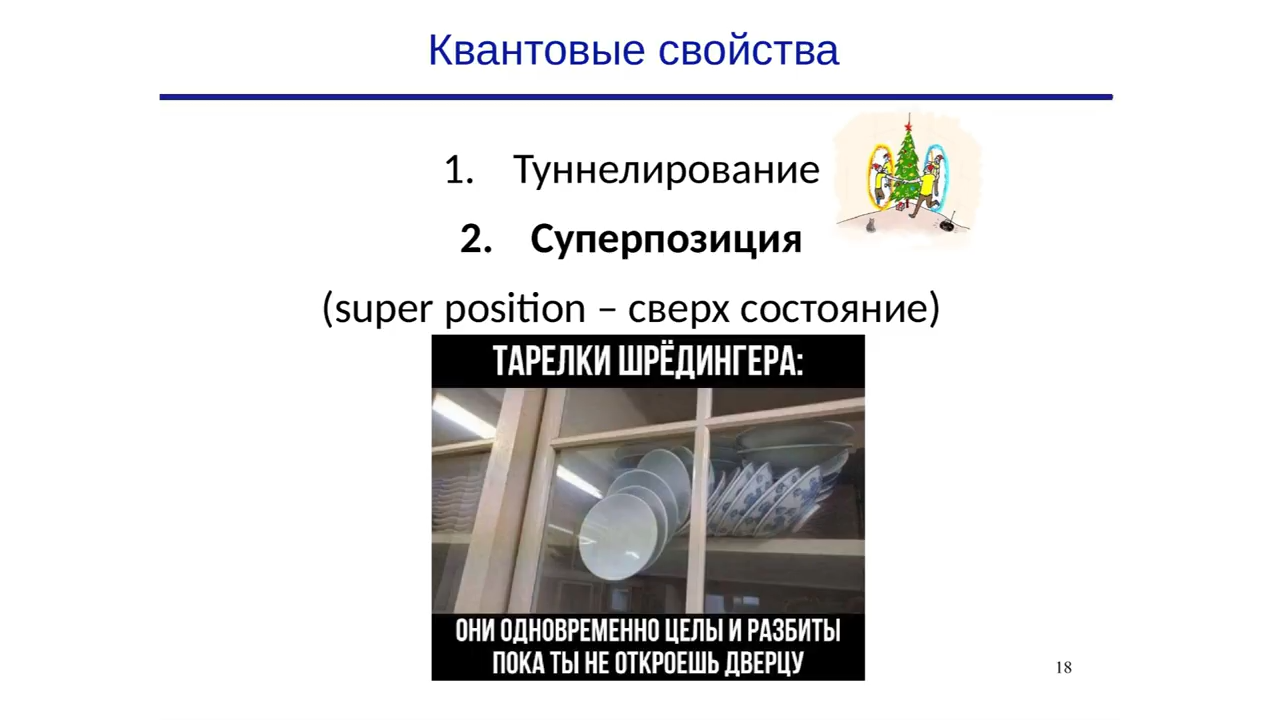 Квантовые свойства
1. Туннелирование
2. Суперпозиция
(super position – сверх состояние)
ТАРЕЛКИ ШРЁДИНГЕРА:
ОНИ ОДНОВРЕМЕННО ЦЕЛЫ И РАЗБИТЫ
ПОКА ТЫ НЕ ОТКРОЕШЬ ДВЕРЦУ
18